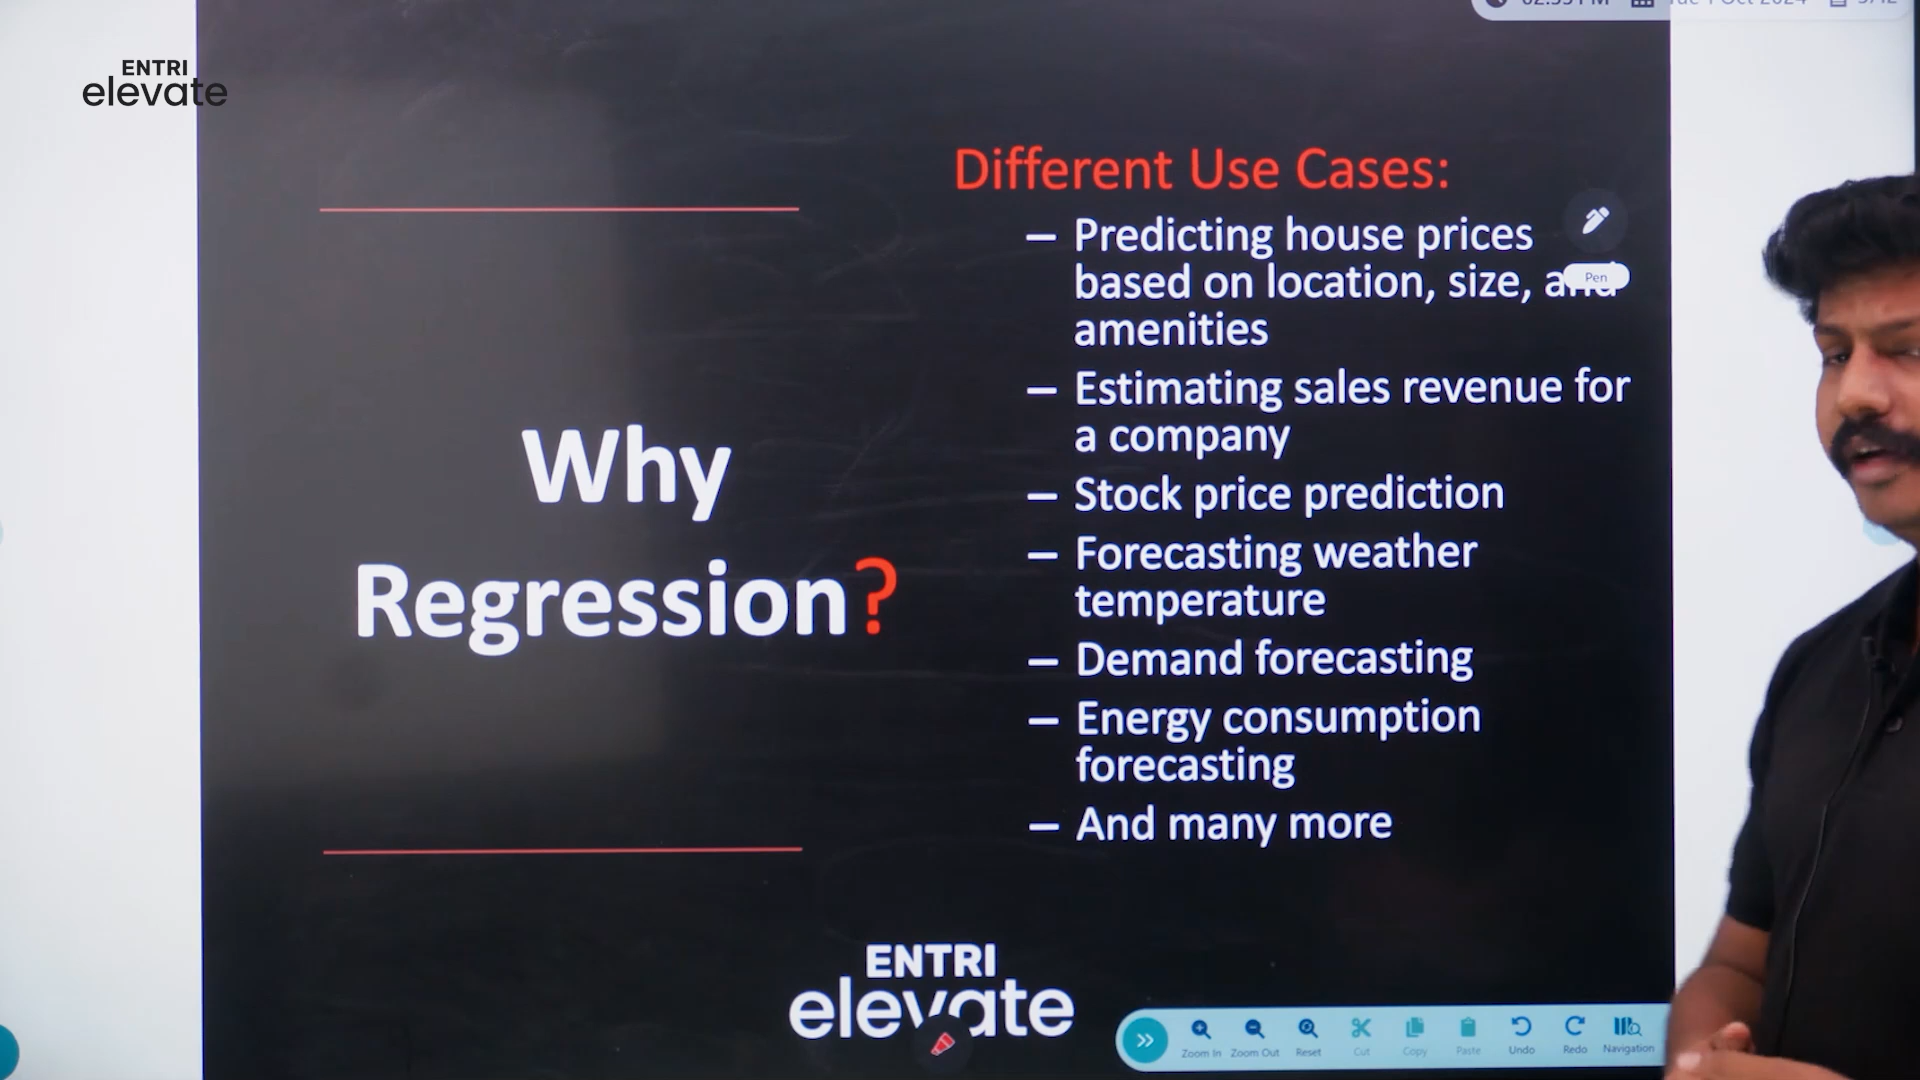 ENTRI
elevate
Why
Regression?
Different Use Cases:
– Predicting house prices
based on location, size, and
amenities
– Estimating sales revenue for
a company
– Stock price prediction
– Forecasting weather
temperature
– Demand forecasting
– Energy consumption
forecasting
– And many more
Pen
ENTRI
elevate
Zoom In Zoom Out Reset Cut Copy Paste Undo Redo Navigation